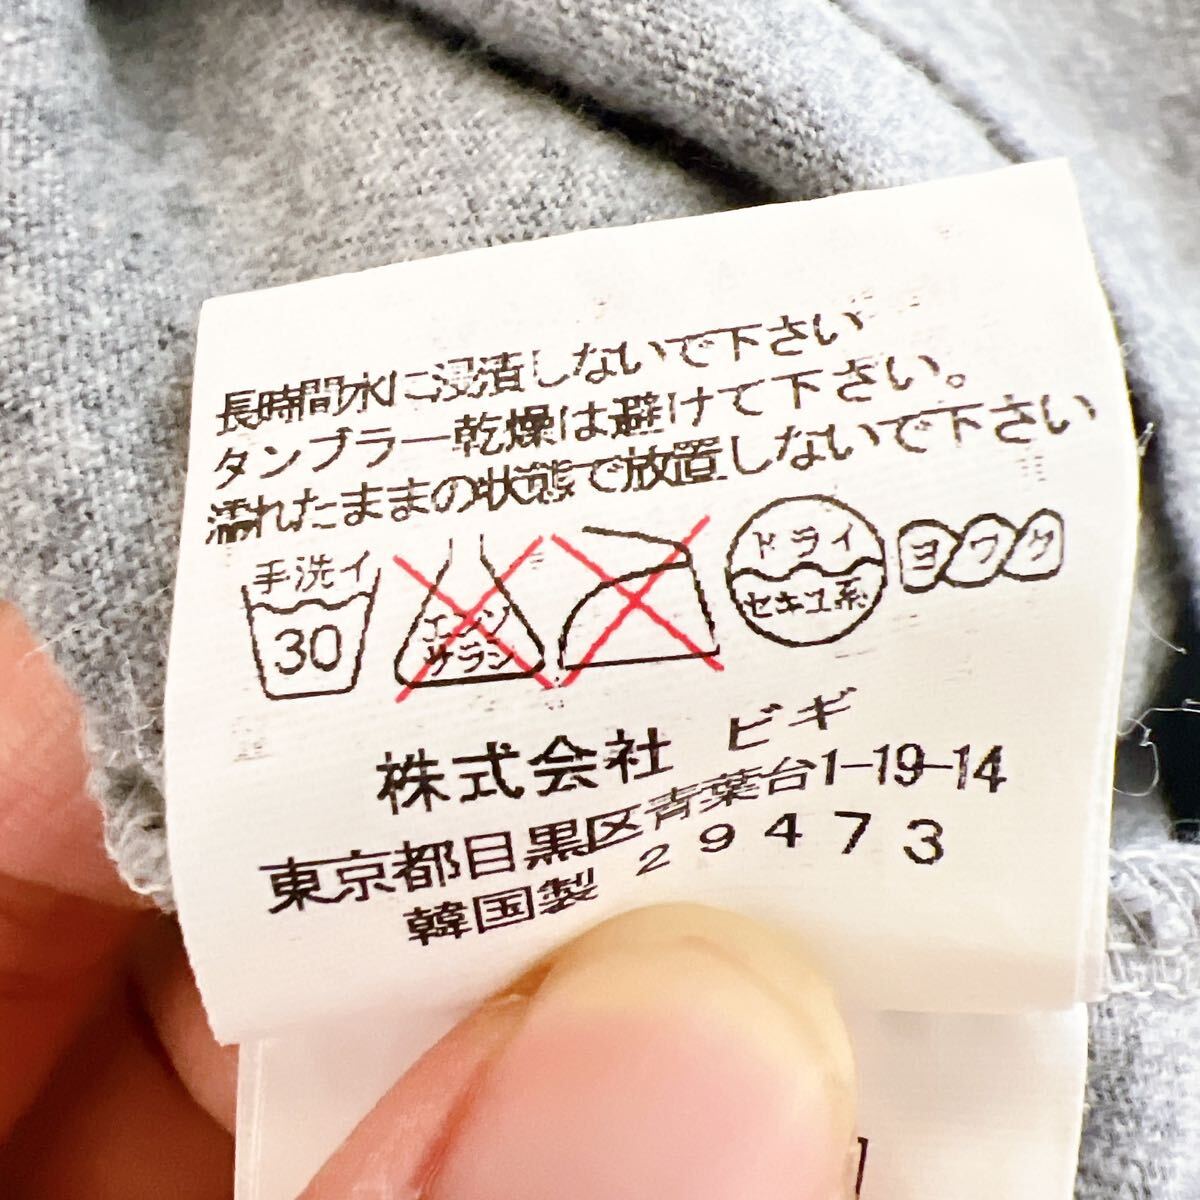 長時間水に浸漬しないで下さい
タンブラー乾燥は避けて下さい。
濡れたままの状態で放置しないで下さい
手洗イ
30
エンソ
サラシ
ドライ
セキユ系
ヨワク
株式会社 ビギ
東京都目黒区青葉台1-19-14
韓国製 29473